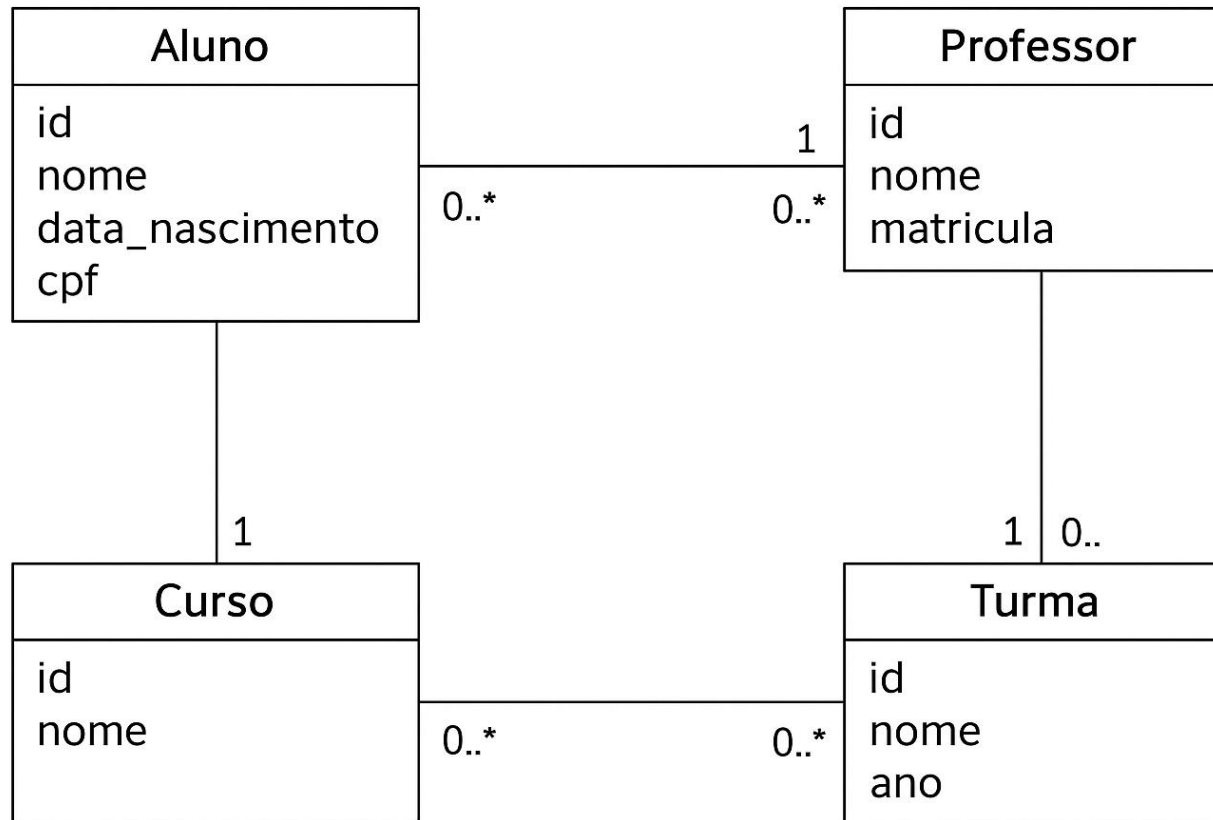 Aluno
id
nome
data_nascimento
cpf
Professor
id
nome
matricula
1
0..*
0..*
1
1
0..
Curso
id
nome
0..*
0..*
Turma
id
nome
ano